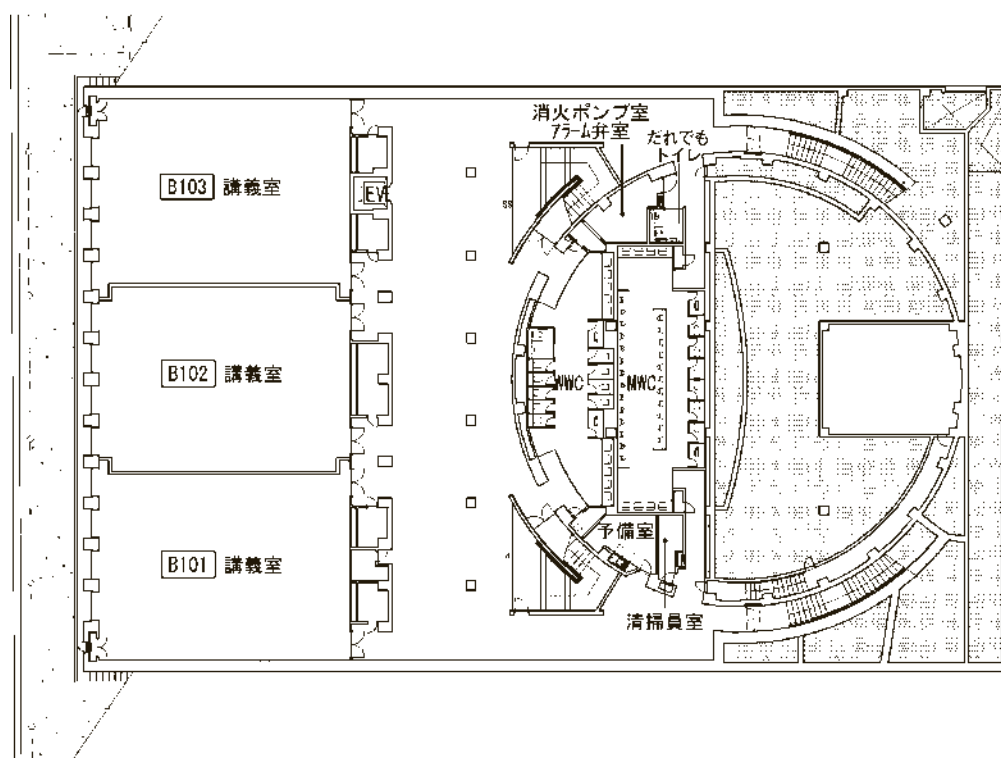 消火ポンプ室
アラーム弁室
だれでも
トイレ
B103 講義室
EV
B102 講義室
WWC
MWC
予備室
B101 講義室
清掃員室